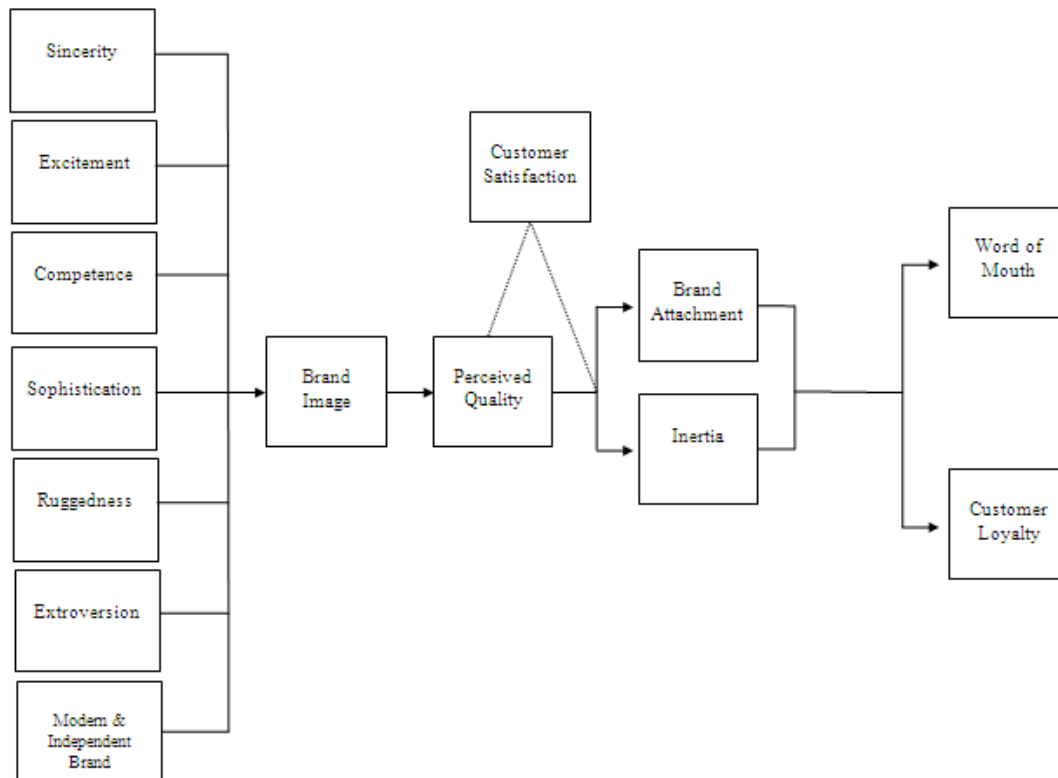 Sincerity
Excitement
Competence
Sophistication
Ruggedness
Extroversion
Modern &
Independent
Brand
Brand
Image
Perceived
Quality
Customer
Satisfaction
Brand
Attachment
Inertia
Word of
Mouth
Customer
Loyalty